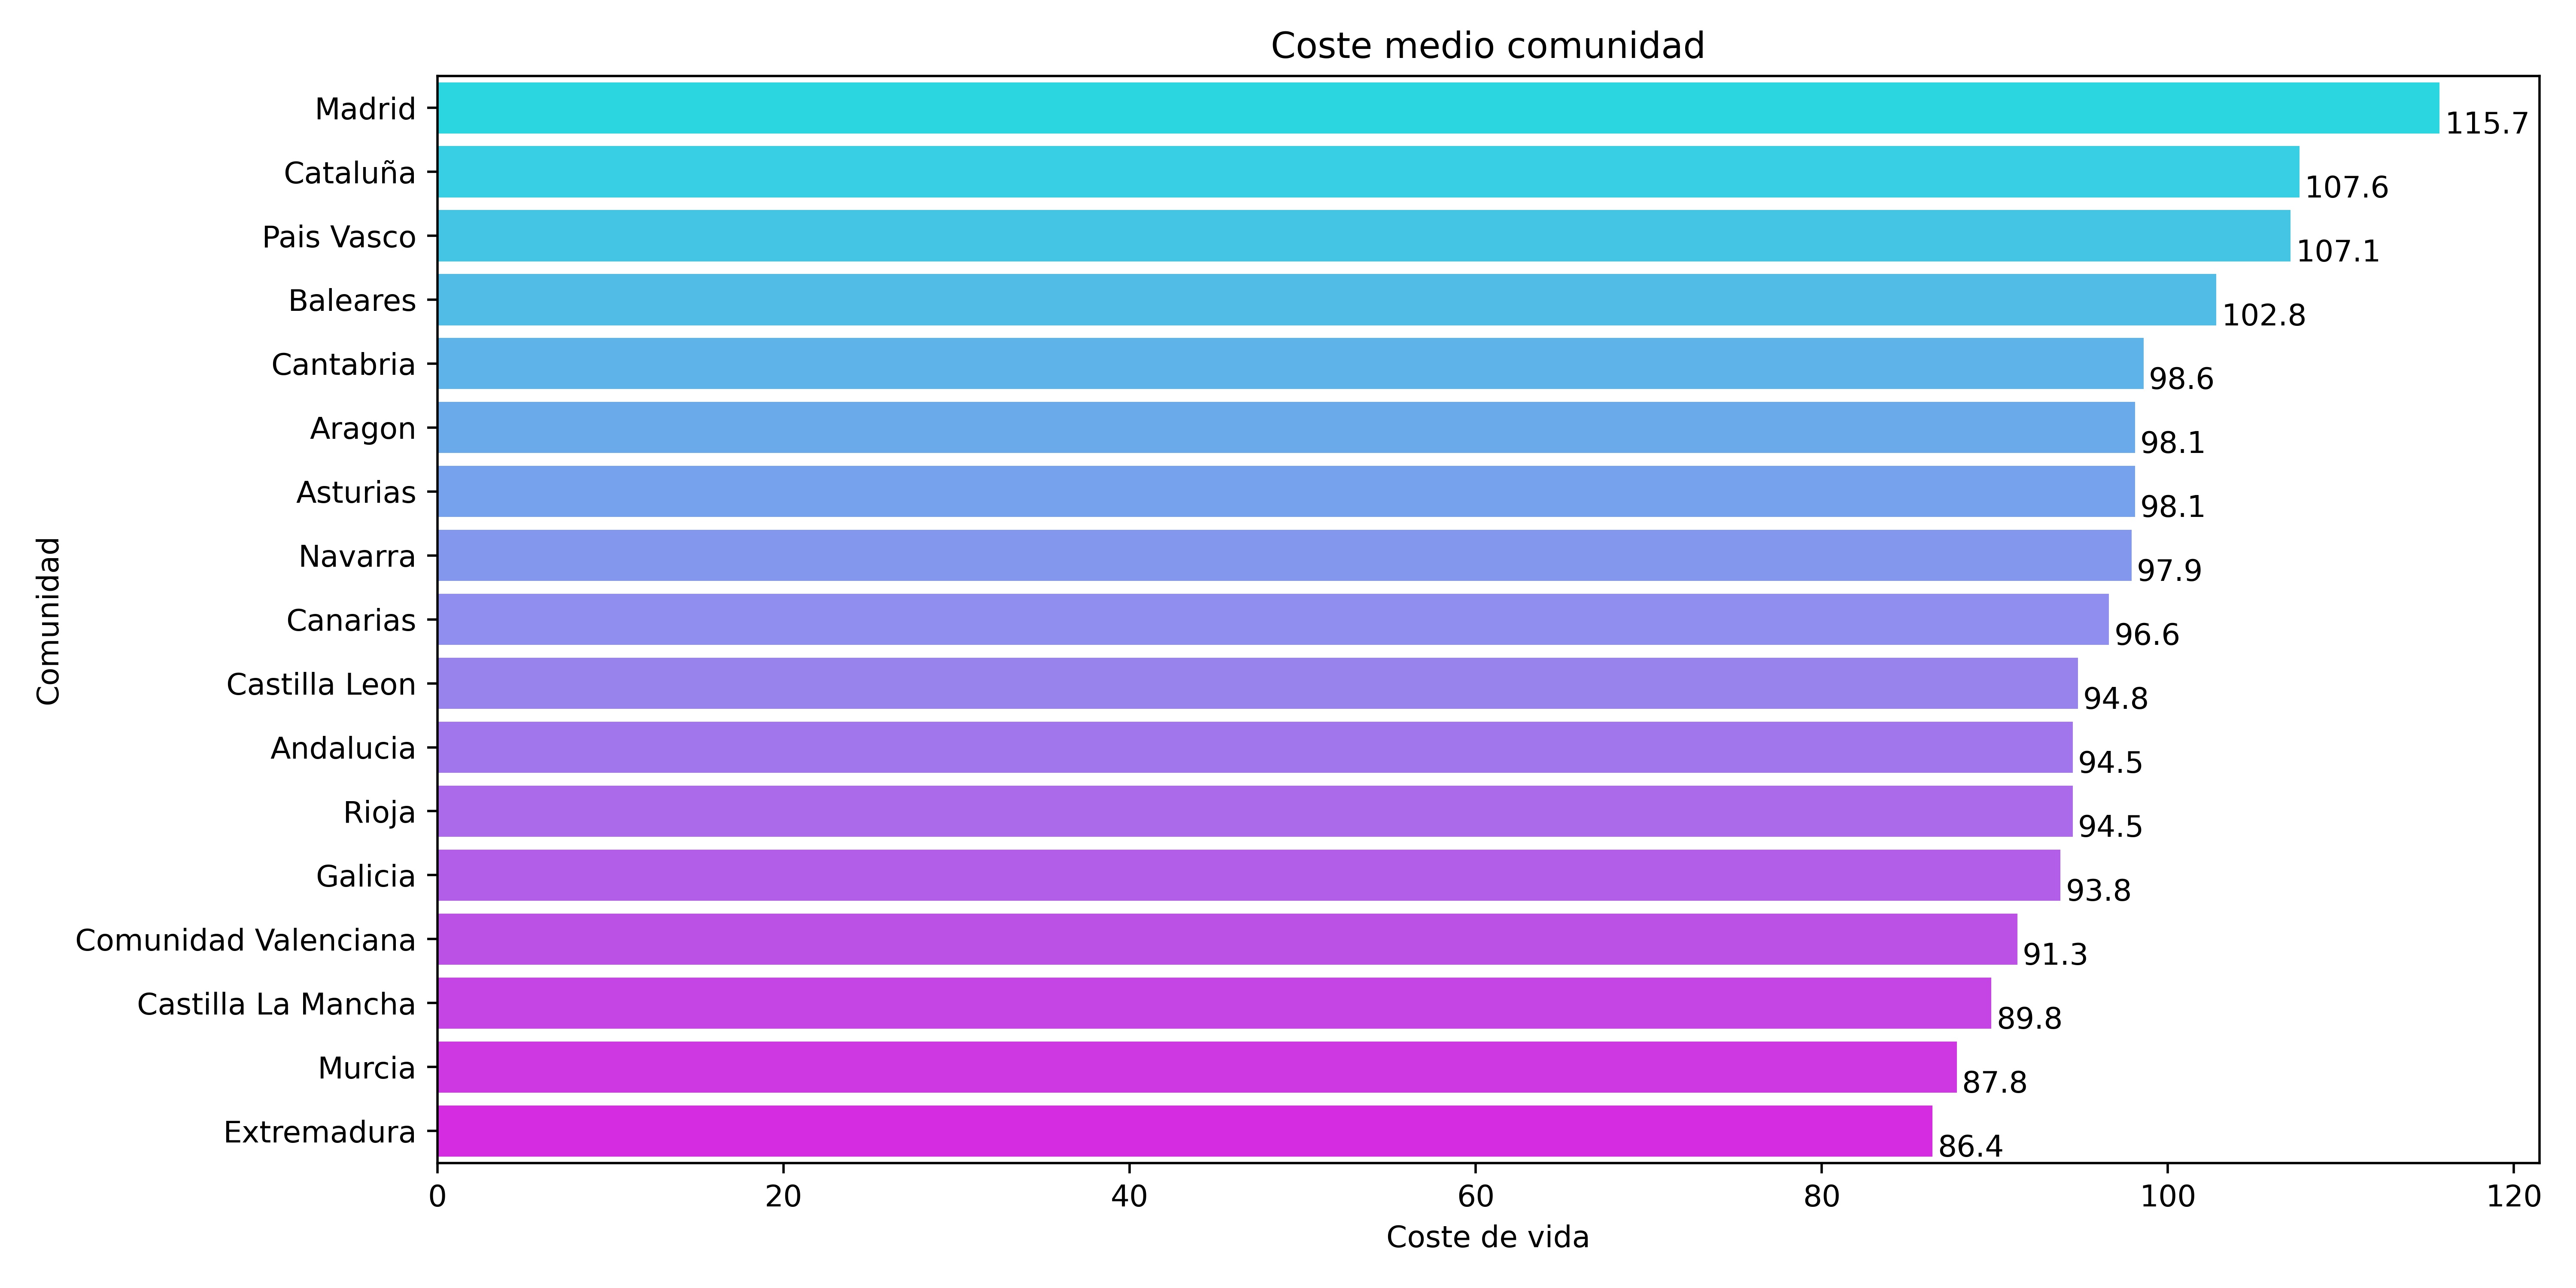 Coste medio comunidad
Madrid 115.7
Cataluña 107.6
Pais Vasco 107.1
Baleares 102.8
Cantabria 98.6
Aragon 98.1
Asturias 98.1
Navarra 97.9
Canarias 96.6
Castilla Leon 94.8
Andalucia 94.5
Rioja 94.5
Galicia 93.8
Comunidad Valenciana 91.3
Castilla La Mancha 89.8
Murcia 87.8
Extremadura 86.4
Comunidad
0 20 40 60 80 100 120
Coste de vida